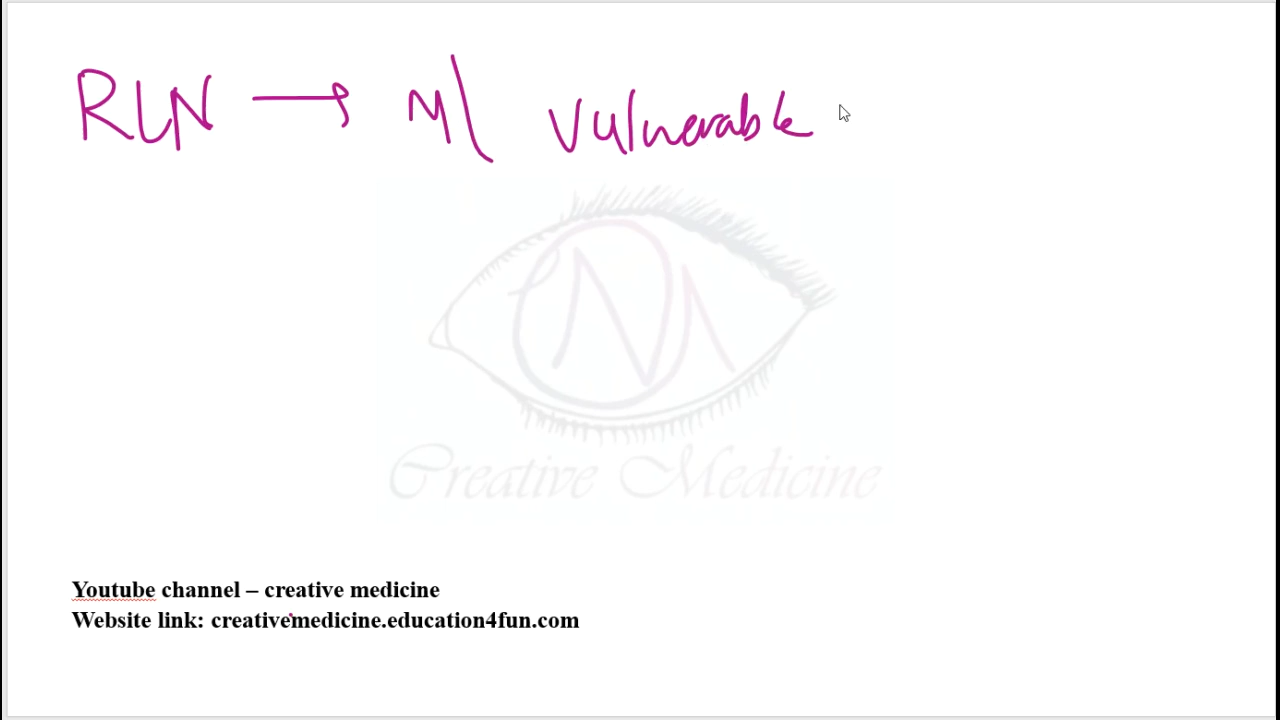 RLN → M/ Vulnerable
Creative Medicine
Youtube channel – creative medicine
Website link: creativemedicine.education4fun.com